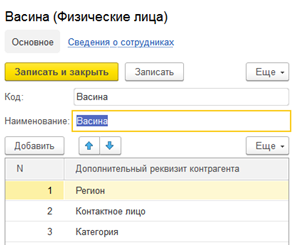 Васина (Физические лица)
Основное Сведения о сотрудниках
Записать и закрыть Записать Еще
Код: Васина
Наименование: Васина
Добавить Еще
N Дополнительный реквизит контрагента
1 Регион
2 Контактное лицо
3 Категория